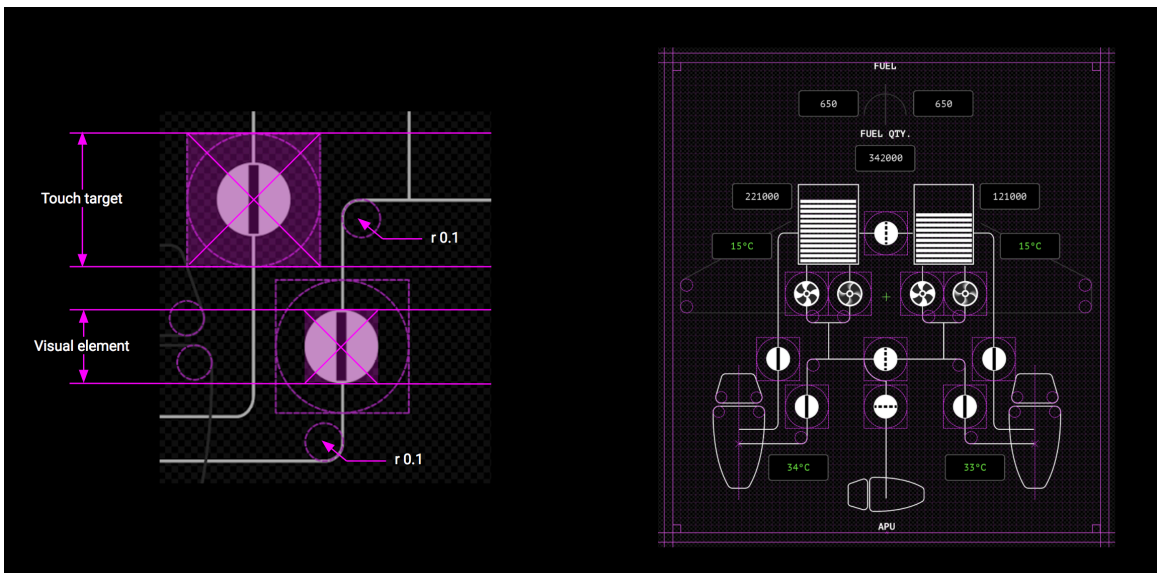 Touch target
r 0.1
Visual element
r 0.1
FUEL
650
650
FUEL QTY.
342000
221000
121000
15°C
15°C
34°C
33°C
APU